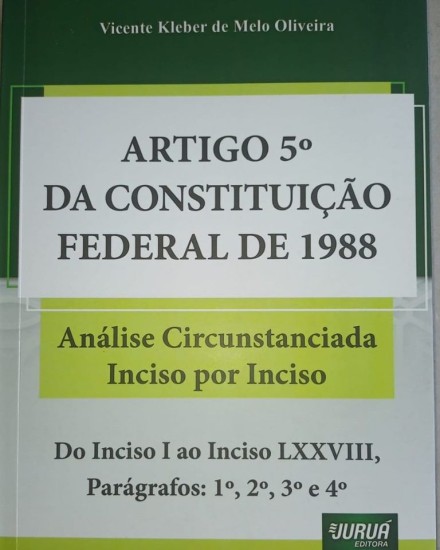 Vicente Kleber de Melo Oliveira
ARTIGO 5º
DA CONSTITUIÇÃO
FEDERAL DE 1988
Análise Circunstanciada
Inciso por Inciso
Do Inciso I ao Inciso LXXVIII,
Parágrafos: 1º, 2º, 3º e 4º
JURUÁ
EDITORA